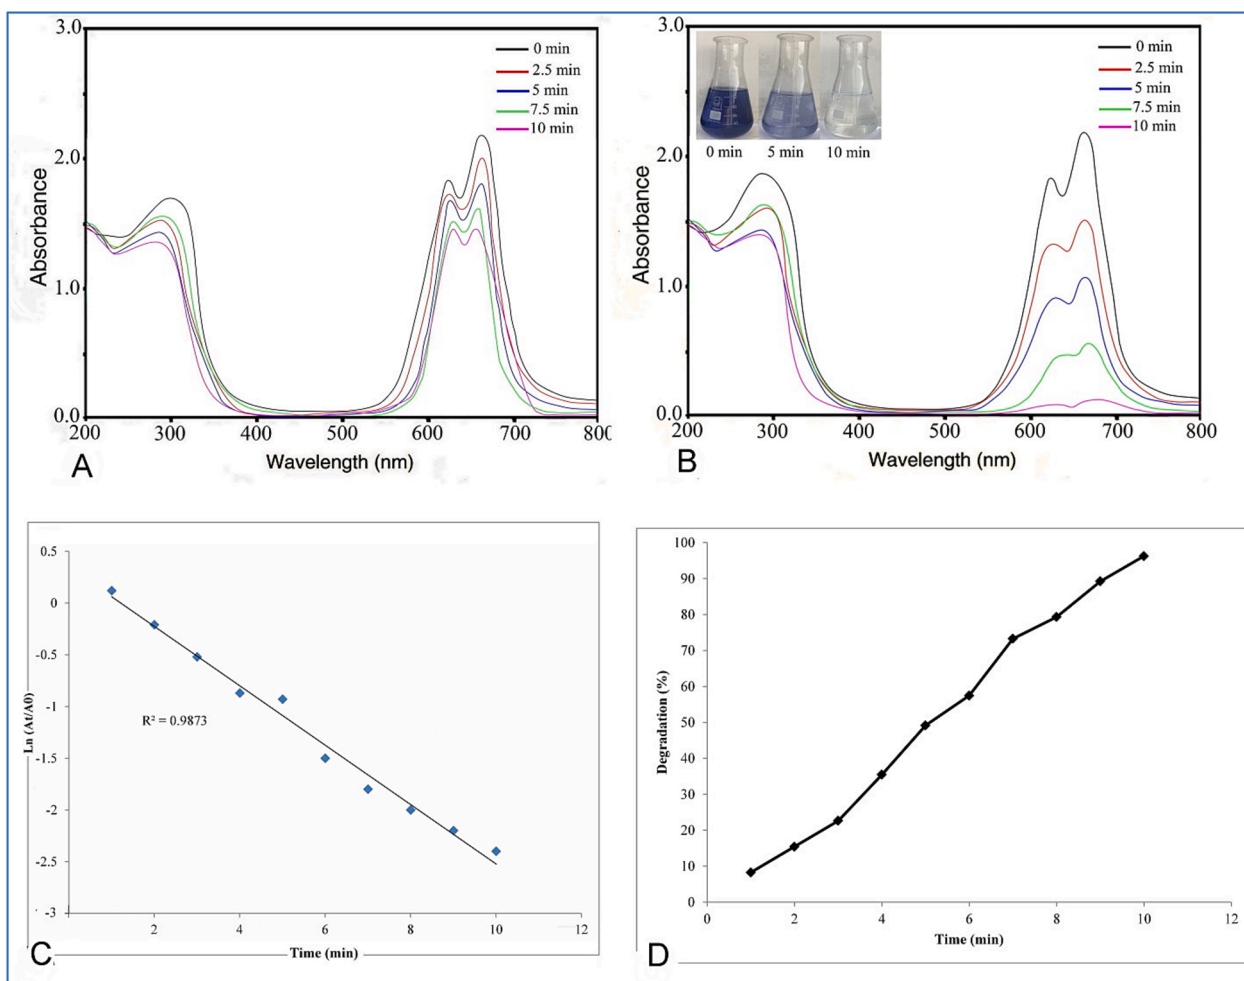 3.0
2.0
1.0
0.0
Absorbance
0 min
2.5 min
5 min
7.5 min
10 min
200 300 400 500 600 700 800
Wavelength (nm)
A
3.0
2.0
1.0
0.0
Absorbance
0 min 5 min 10 min
0 min
2.5 min
5 min
7.5 min
10 min
200 300 400 500 600 700 800
Wavelength (nm)
B
0.5
0
-0.5
-1
-1.5
-2
-2.5
-3
Ln (At/A0)
R² = 0.9873
2 4 6 8 10 12
Time (min)
C
100
90
80
70
60
50
40
30
20
10
0
Degradation (%)
0 2 4 6 8 10 12
Time (min)
D